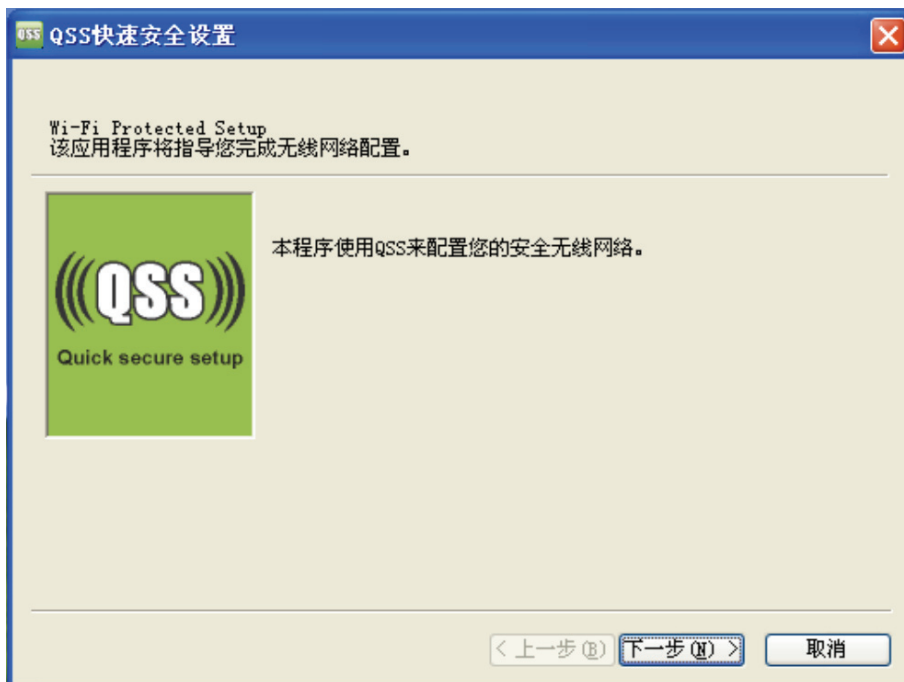 QSS QSS快速安全设置
Wi-Fi Protected Setup
该应用程序将指导您完成无线网络配置。
QSS
Quick secure setup
本程序使用QSS来配置您的安全无线网络。
< 上一步(B) 下一步(N) > 取消